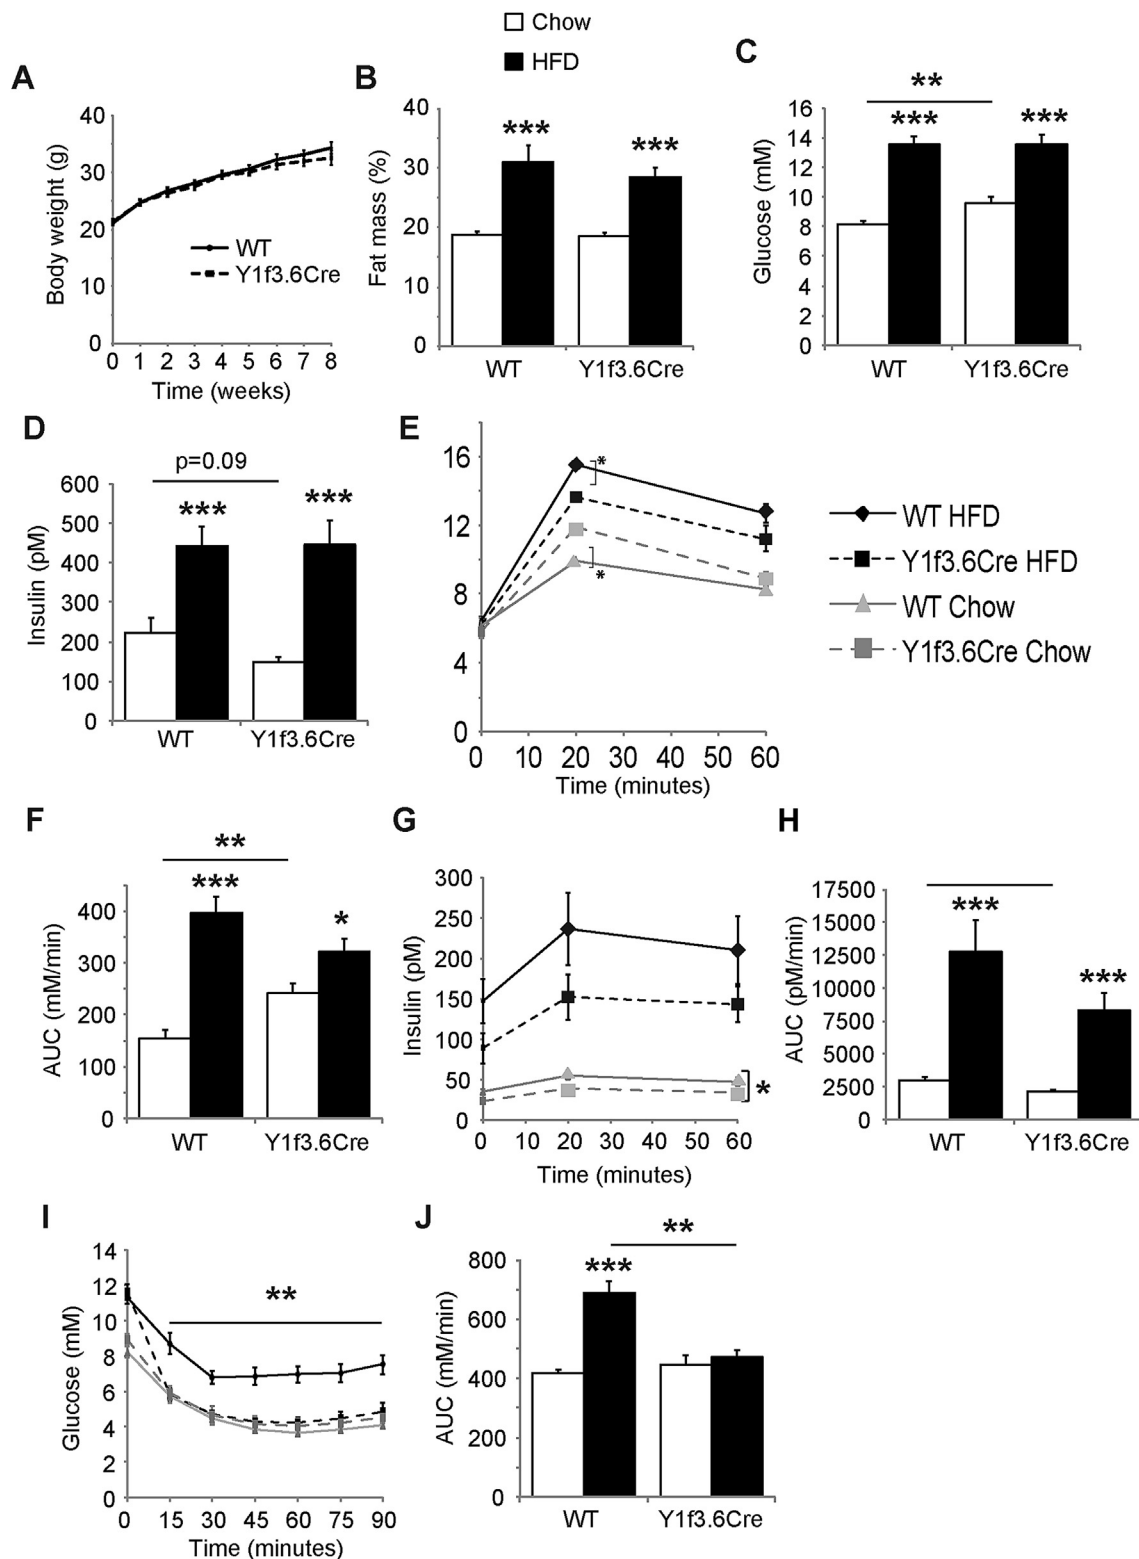 Chow
HFD
A
Body weight (g)
40
30
20
10
0
WT
Y1f3.6Cre
0 1 2 3 4 5 6 7 8
Time (weeks)
B
Fat mass (%)
40
30
20
10
0
*** ***
WT Y1f3.6Cre
C
Glucose (mM)
16
14
12
10
8
6
4
2
0
**
*** ***
WT Y1f3.6Cre
D
Insulin (pM)
600
500
400
300
200
100
0
p=0.09
*** ***
WT Y1f3.6Cre
E
16
12
8
4
0
*
*
0 10 20 30 40 50 60
Time (minutes)
WT HFD
Y1f3.6Cre HFD
WT Chow
Y1f3.6Cre Chow
F
AUC (mM/min)
400
300
200
100
0
**
*** *
WT Y1f3.6Cre
G
Insulin (pM)
300
250
200
150
100
50
0
*
0 10 20 30 40 50 60
Time (minutes)
H
AUC (pM/min)
17500
15000
12500
10000
7500
5000
2500
0
*** ***
WT Y1f3.6Cre
I
Glucose (mM)
14
12
10
8
6
4
2
0
**
0 15 30 45 60 75 90
Time (minutes)
J
AUC (mM/min)
800
600
400
200
0
**
***
WT Y1f3.6Cre